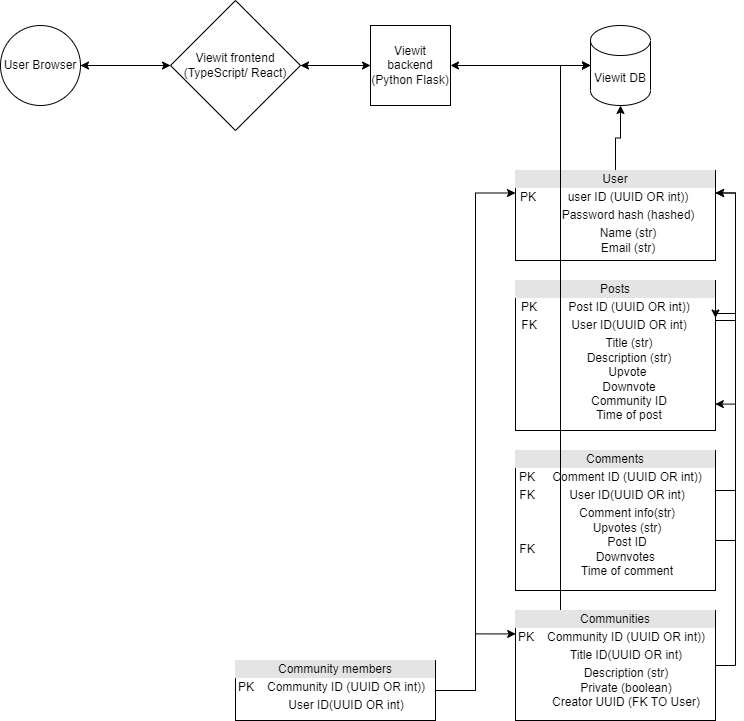 User Browser
Viewit frontend
(TypeScript/ React)
Viewit
backend
(Python Flask)
Viewit DB
User
PK user ID (UUID OR int))
Password hash (hashed)
Name (str)
Email (str)
Posts
PK Post ID (UUID OR int))
FK User ID(UUID OR int)
Title (str)
Description (str)
Upvote
Downvote
Community ID
Time of post
Comments
PK Comment ID (UUID OR int))
FK User ID(UUID OR int)
Comment info(str)
Upvotes (str)
Post ID
FK
Downvotes
Time of comment
Communities
PK Community ID (UUID OR int))
Title ID(UUID OR int)
Description (str)
Private (boolean)
Creator UUID (FK TO User)
Community members
PK Community ID (UUID OR int))
User ID(UUID OR int)